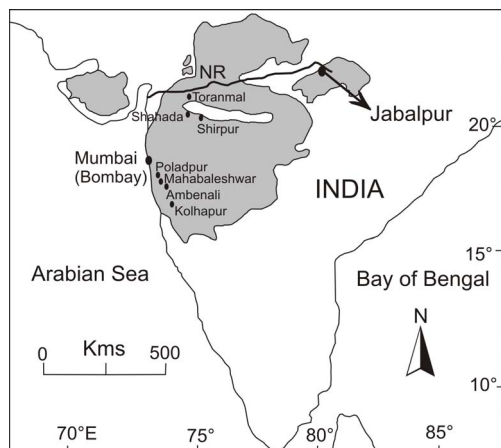 NR
Toranmal
Jabalpur
Shahada
Shirpur
20°
Mumbai
(Bombay)
Poladpur
Mahabaleshwar
Ambenali
Kolhapur
INDIA
15°
Arabian Sea
Bay of Bengal
N
Kms
0 500
10°
70°E 75° 80° 85°